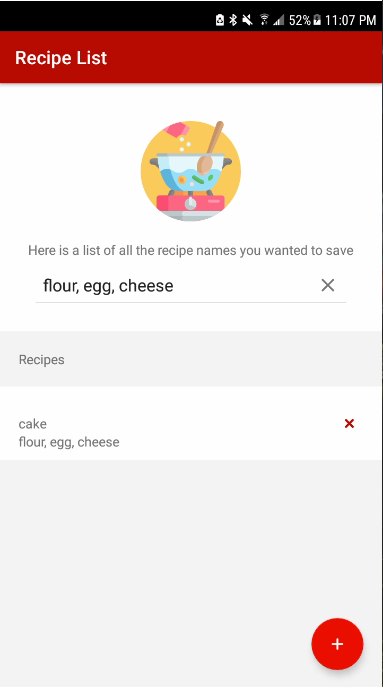 52% 11:07 PM
Recipe List
Here is a list of all the recipe names you wanted to save
flour, egg, cheese
Recipes
cake
flour, egg, cheese